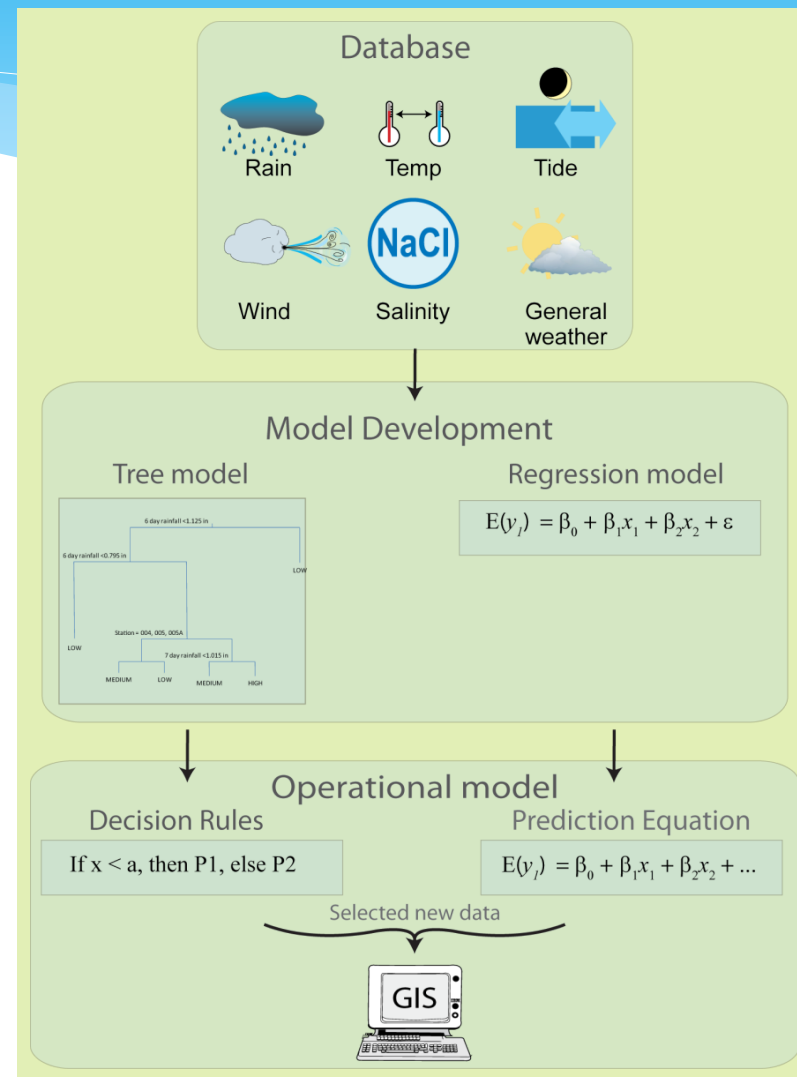 Database
Rain
Temp
Tide
Wind
NaCl
Salinity
General
weather
Model Development
Tree model
6 day rainfall <1.125 in
6 day rainfall <0.795 in
LOW
LOW
Station = 004, 005, 005A
7 day rainfall <1.015 in
MEDIUM LOW MEDIUM HIGH
Regression model
E(y₁) = β₀ + β₁x₁ + β₂x₂ + ε
Operational model
Decision Rules
If x < a, then P1, else P2
Prediction Equation
E(y₁) = β₀ + β₁x₁ + β₂x₂ + ...
Selected new data
GIS